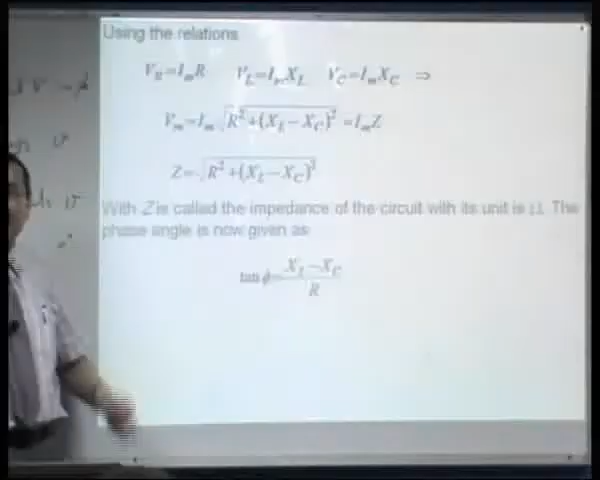 Using the relations
V_R=I_mR V_L=I_mX_L V_C=I_mX_C ⇒
V_m=I_m√R²+(X_L−X_C)²=I_mZ
Z=√R²+(X_L−X_C)²
With Z is called the impedance of the circuit with its unit is Ω. The
phase angle is now given as
tanϕ=X_L−X_C/R